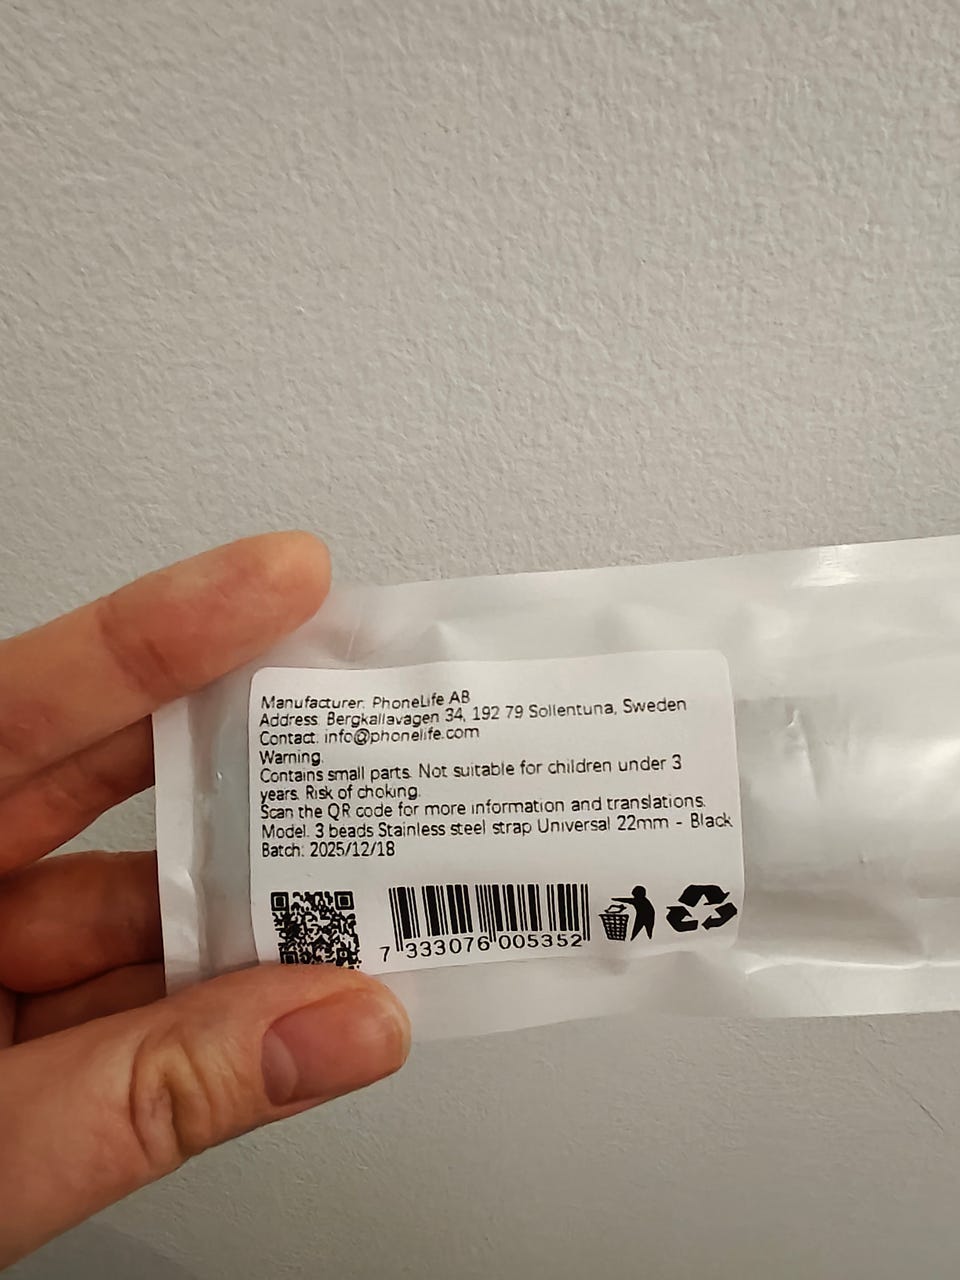 Manufacturer: PhoneLife AB
Address: Bergkallavagen 34, 192 79 Sollentuna, Sweden
Contact: info@phonelife.com
Warning.
Contains small parts. Not suitable for children under 3
years. Risk of choking.
Scan the QR code for more information and translations.
Model: 3 beads Stainless steel strap Universal 22mm - Black
Batch: 2025/12/18
7 333076 005352